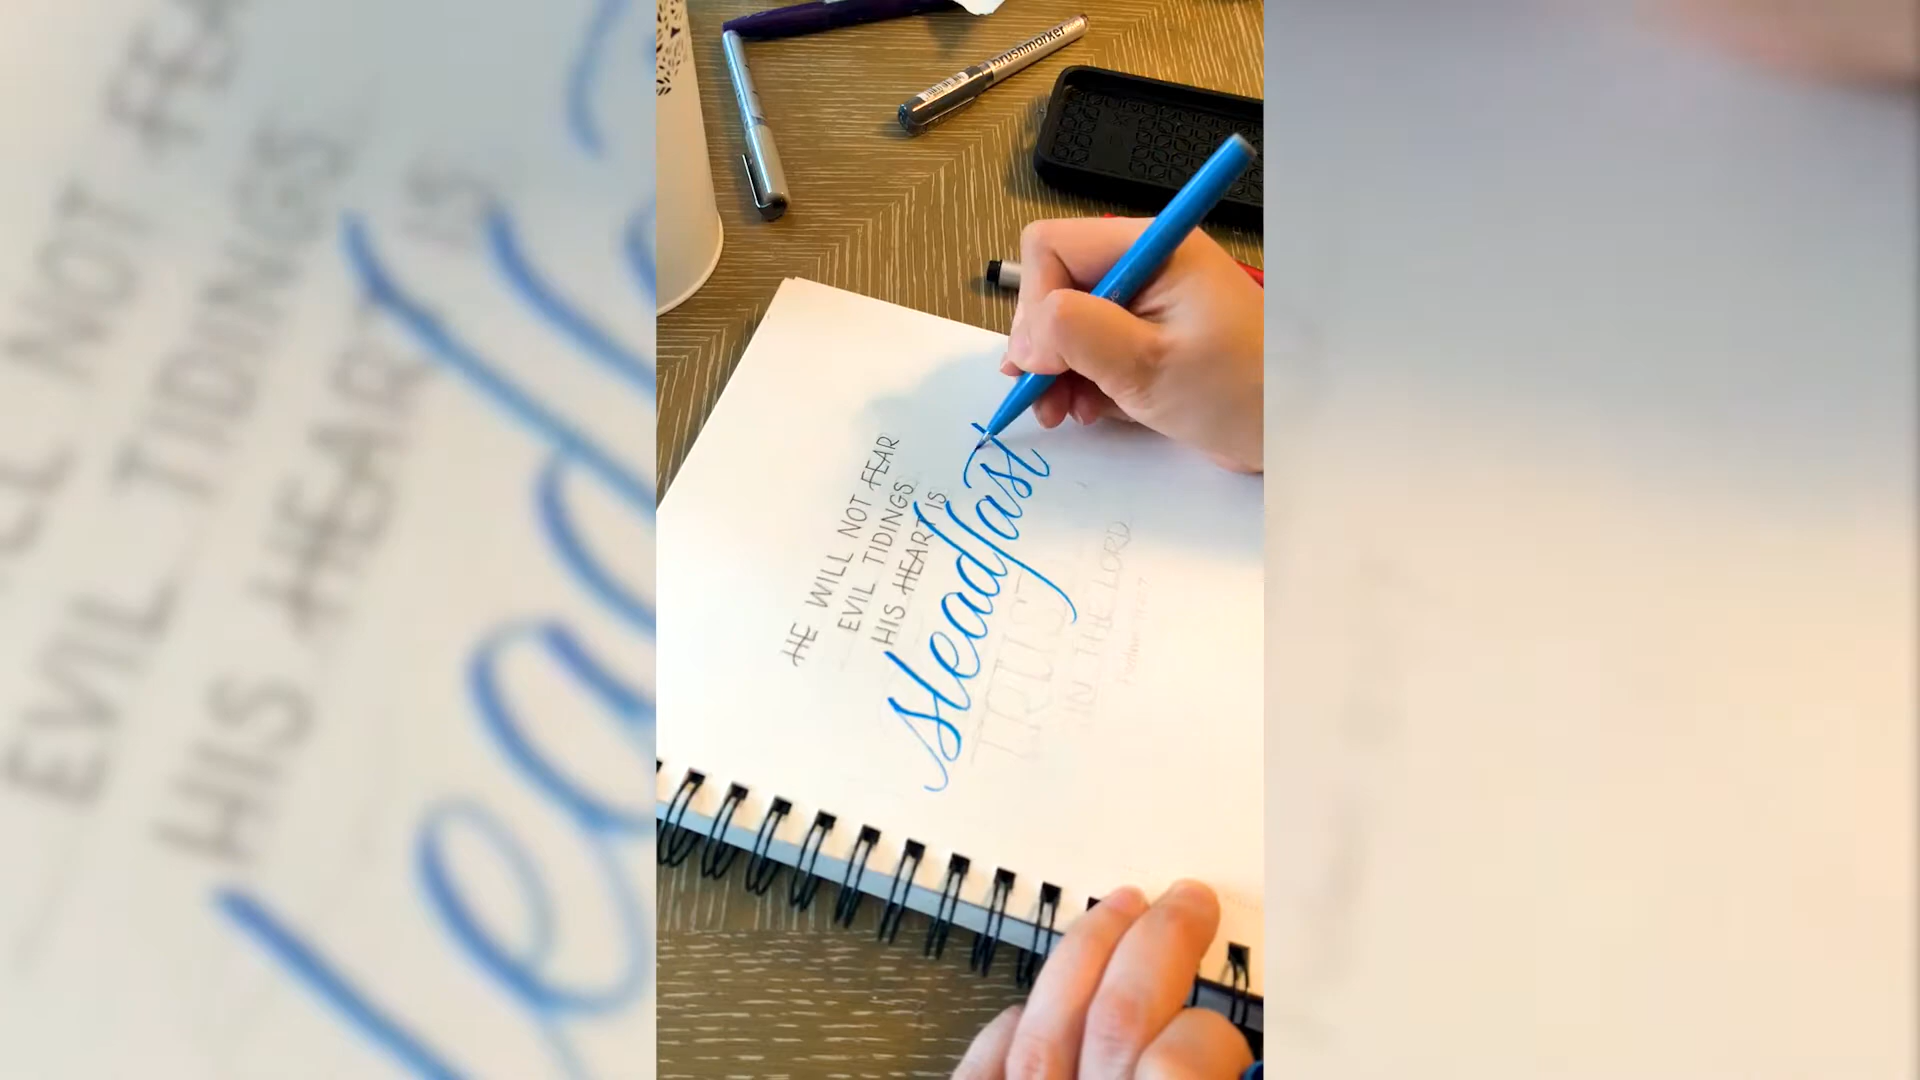 HE WILL NOT FEAR
EVIL TIDINGS
HIS HEART IS
steadfast
TRUST
IN THE LORD
brushmarker